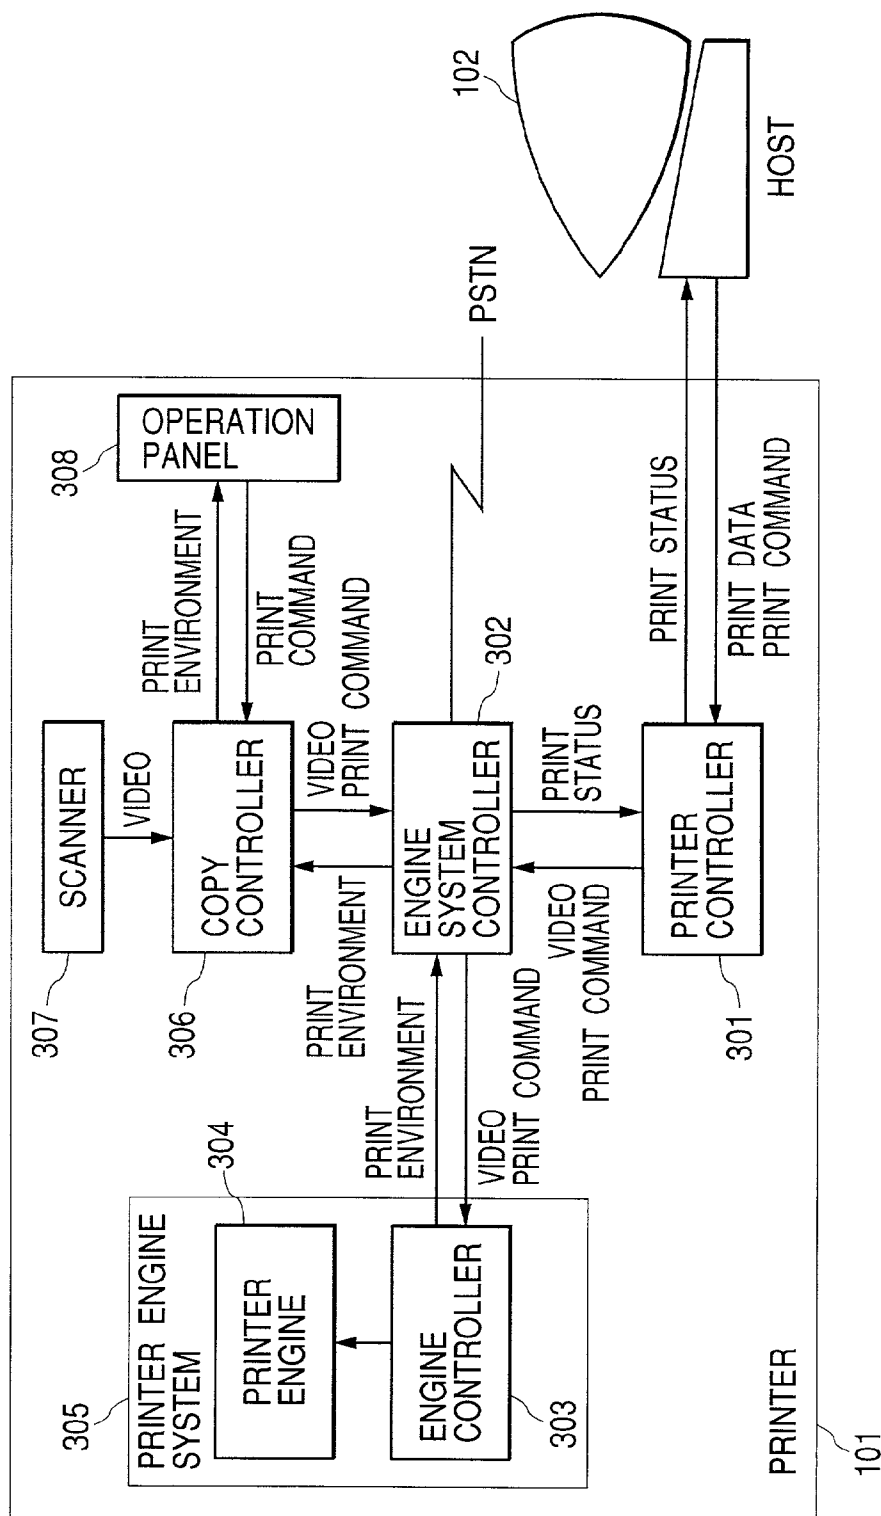 102
HOST
PSTN
308
OPERATION
PANEL
PRINT
ENVIRONMENT
PRINT
COMMAND
PRINT STATUS
PRINT DATA
PRINT COMMAND
SCANNER
307
VIDEO
COPY
CONTROLLER
306
VIDEO
PRINT COMMAND
PRINT
ENVIRONMENT
302
ENGINE
SYSTEM
CONTROLLER
PRINT
STATUS
VIDEO
PRINT COMMAND
PRINTER
CONTROLLER
301
PRINT
ENVIRONMENT
VIDEO
PRINT COMMAND
304
305
PRINTER ENGINE
SYSTEM
PRINTER
ENGINE
ENGINE
CONTROLLER
303
PRINTER
101